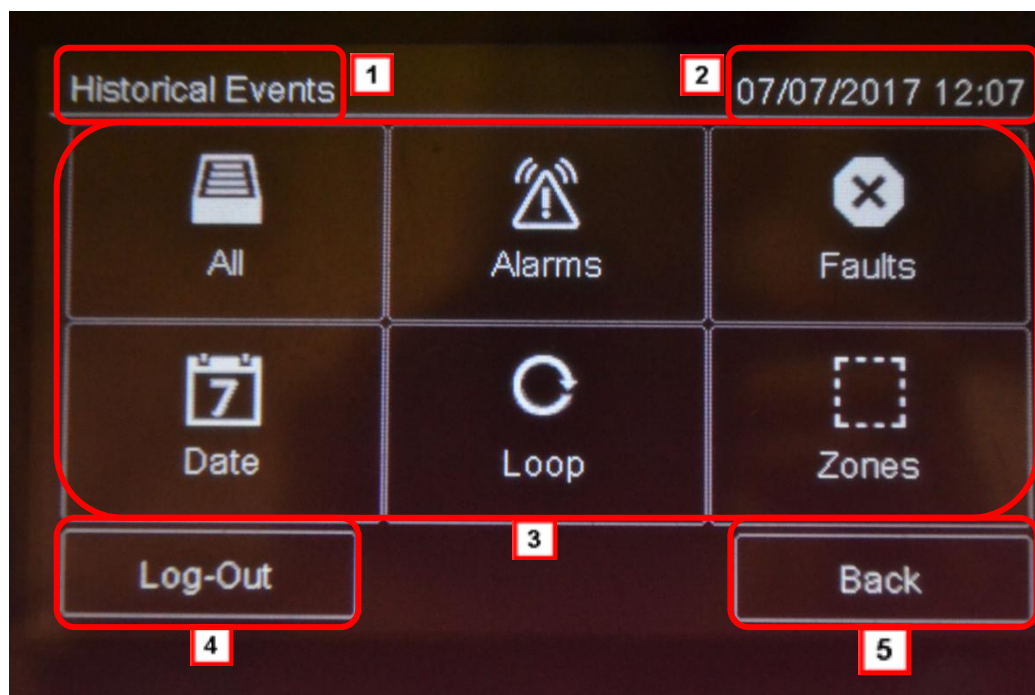 Historical Events 1 2 07/07/2017 12:07
All Alarms Faults
7
Date Loop Zones
3
Log-Out Back
4 5